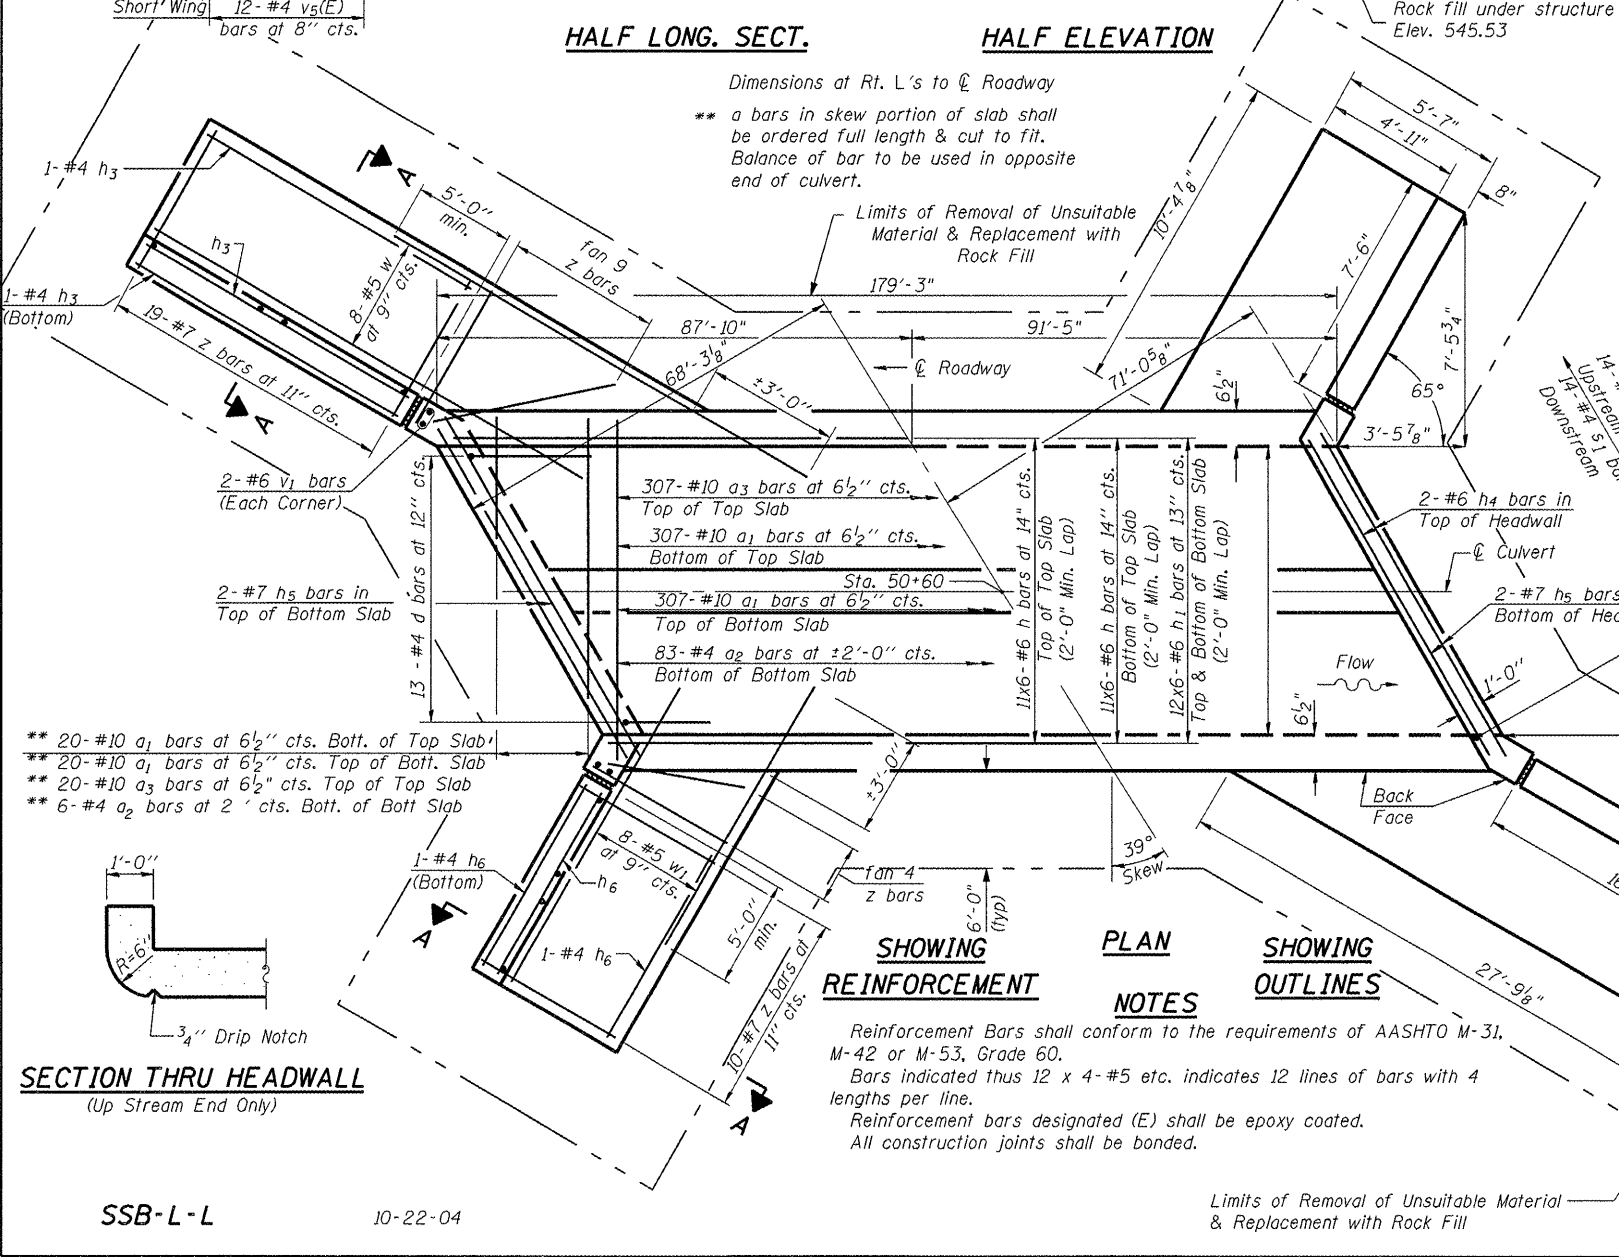 Short Wing
12-#4 v5(E)
bars at 8" cts.
HALF LONG. SECT.
HALF ELEVATION
Rock fill under structure
Elev. 545.53
Dimensions at Rt. L's to ℄ Roadway
** a bars in skew portion of slab shall
be ordered full length & cut to fit.
Balance of bar to be used in opposite
end of culvert.
Limits of Removal of Unsuitable
Material & Replacement with
Rock Fill
179'-3"
87'-10"
91'-5"
68'-3 1/8"
71'-0 5/8"
℄ Roadway
±3'-0"
6 1/2"
5'-7"
4'-11"
8"
10'-4 7/8"
7'-6"
7'-5 3/4"
65°
3'-5 7/8"
14-
Upstream
14-#4 s1
Downstream
1-#4 h3
h3
1-#4 h3
(Bottom)
5'-0"
min.
fan 9
z bars
8-#5 w
at 9" cts.
19-#7 z bars at 11" cts.
A
A
2-#6 v1 bars
(Each Corner)
13 -#4 d bars at 12" cts.
2-#7 h5 bars in
Top of Bottom Slab
307-#10 a3 bars at 6 1/2" cts.
Top of Top Slab
307-#10 a1 bars at 6 1/2" cts.
Bottom of Top Slab
Sta. 50+60
307-#10 a1 bars at 6 1/2" cts.
Top of Bottom Slab
83-#4 a2 bars at ±2'-0" cts.
Bottom of Bottom Slab
11x6-#6 h bars at 14" cts.
Top of Top Slab
(2'-0" Min. Lap)
11x6-#6 h bars at 14" cts.
Bottom of Top Slab
(2'-0" Min. Lap)
12x6-#6 h1 bars at 13" cts.
Top & Bottom of Bottom Slab
(2'-0" Min. Lap)
2-#6 h4 bars in
Top of Headwall
℄ Culvert
2-#7 h5 bars
Bottom of
Flow
1'-0"
6 1/2"
** 20-#10 a1 bars at 6 1/2" cts. Bott. of Top Slab
** 20-#10 a1 bars at 6 1/2" cts. Top of Bott. Slab
** 20-#10 a3 bars at 6 1/2" cts. Top of Top Slab
** 6-#4 a2 bars at 2 ' cts. Bott. of Bott Slab
±3'-0"
Back
Face
39°
Skew
1'-0"
R=6"
3/4" Drip Notch
SECTION THRU HEADWALL
(Up Stream End Only)
1-#4 h6
(Bottom)
8-#5 w1
at 9" cts.
h6
fan 4
z bars
5'-0"
min.
1-#4 h6
10-#7 z bars at
11" cts.
A
A
6'-0"
(typ)
27'-9 1/8"
SHOWING
REINFORCEMENT
PLAN
SHOWING
OUTLINES
NOTES
Reinforcement Bars shall conform to the requirements of AASHTO M-31,
M-42 or M-53, Grade 60.
Bars indicated thus 12 x 4-#5 etc. indicates 12 lines of bars with 4
lengths per line.
Reinforcement bars designated (E) shall be epoxy coated.
All construction joints shall be bonded.
SSB-L-L
10-22-04
Limits of Removal of Unsuitable Material
& Replacement with Rock Fill